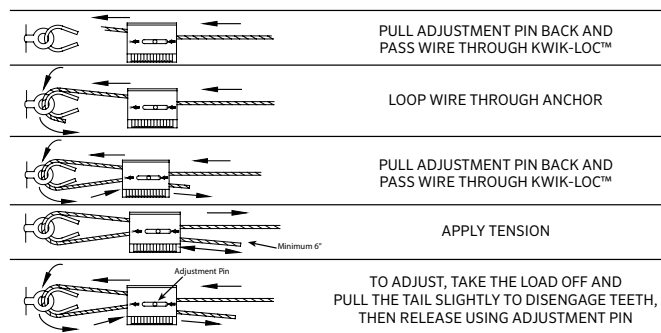 PULL ADJUSTMENT PIN BACK AND
PASS WIRE THROUGH KWIK-LOC™
LOOP WIRE THROUGH ANCHOR
PULL ADJUSTMENT PIN BACK AND
PASS WIRE THROUGH KWIK-LOC™
APPLY TENSION
Minimum 6"
Adjustment Pin
TO ADJUST, TAKE THE LOAD OFF AND
PULL THE TAIL SLIGHTLY TO DISENGAGE TEETH,
THEN RELEASE USING ADJUSTMENT PIN